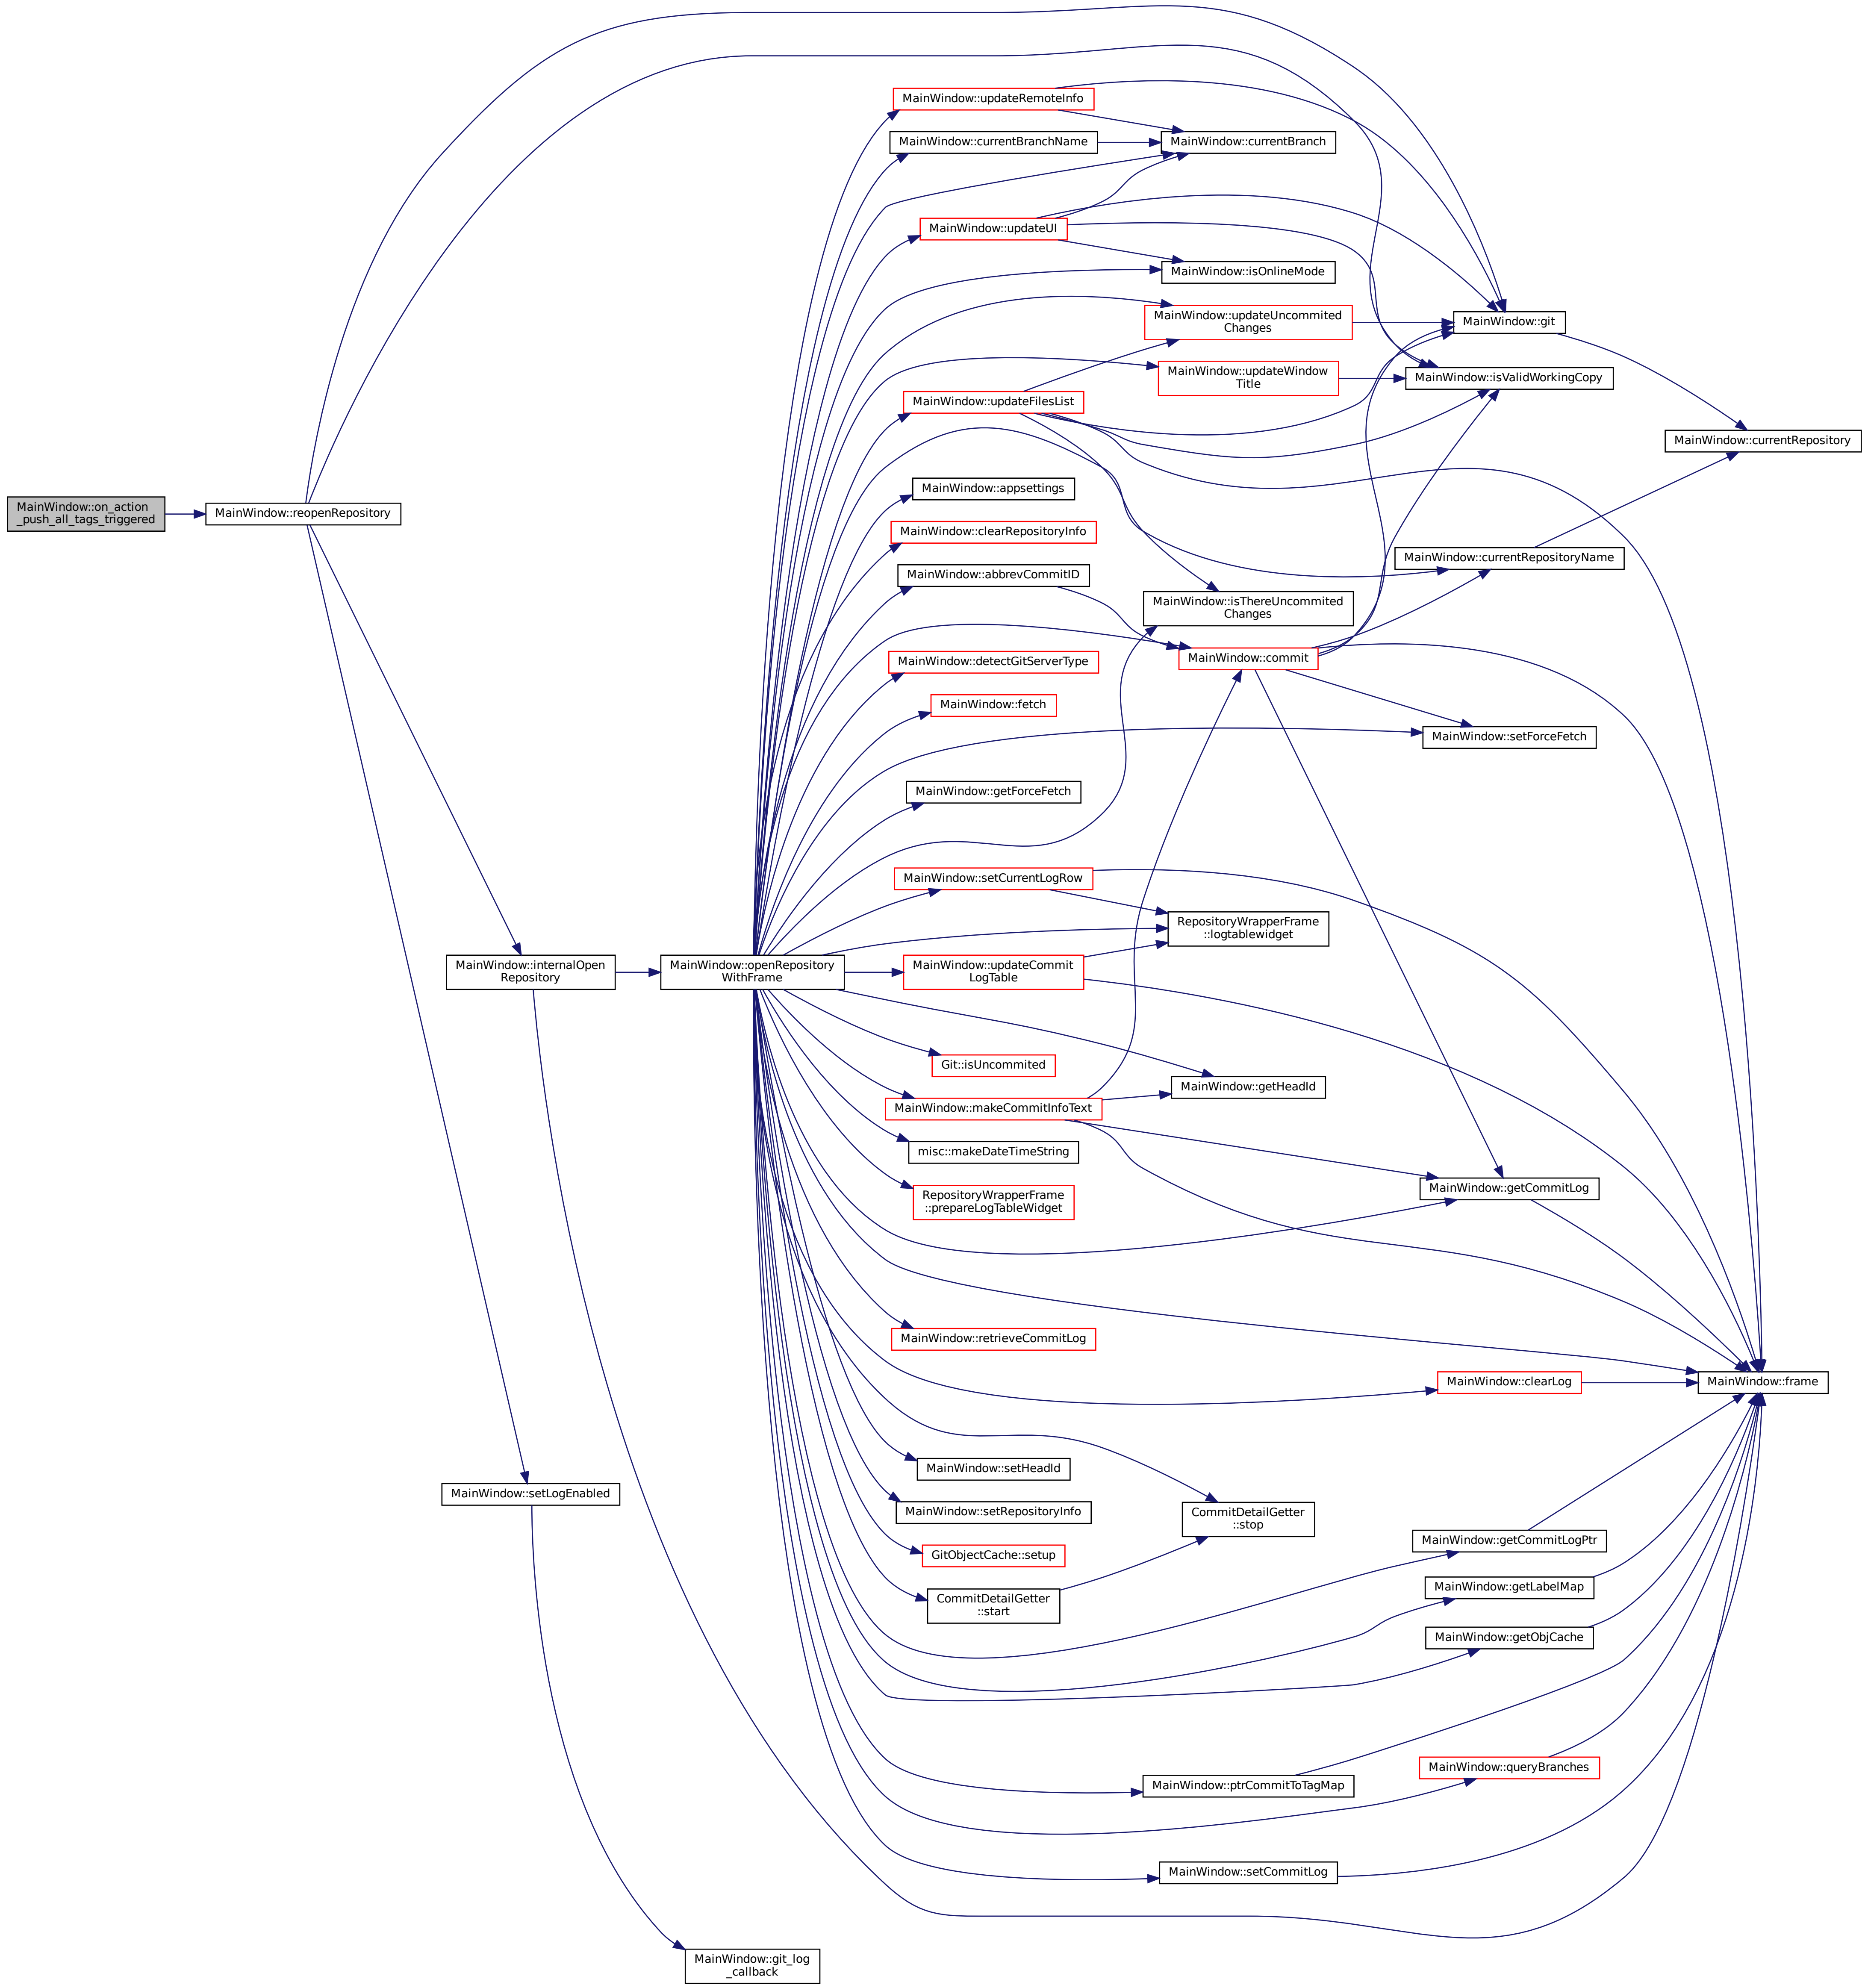 MainWindow::updateRemoteInfo
MainWindow::currentBranchName
MainWindow::currentBranch
MainWindow::updateUI
MainWindow::isOnlineMode
MainWindow::updateUncommited
Changes
MainWindow::git
MainWindow::updateWindow
Title
MainWindow::isValidWorkingCopy
MainWindow::updateFilesList
MainWindow::currentRepository
MainWindow::appsettings
MainWindow::on_action
_push_all_tags_triggered
MainWindow::reopenRepository
MainWindow::clearRepositoryInfo
MainWindow::currentRepositoryName
MainWindow::abbrevCommitID
MainWindow::isThereUncommited
Changes
MainWindow::detectGitServerType
MainWindow::commit
MainWindow::fetch
MainWindow::setForceFetch
MainWindow::getForceFetch
MainWindow::setCurrentLogRow
RepositoryWrapperFrame
::logtablewidget
MainWindow::internalOpen
Repository
MainWindow::openRepository
WithFrame
MainWindow::updateCommit
LogTable
Git::isUncommited
MainWindow::getHeadId
MainWindow::makeCommitInfoText
misc::makeDateTimeString
RepositoryWrapperFrame
::prepareLogTableWidget
MainWindow::getCommitLog
MainWindow::retrieveCommitLog
MainWindow::clearLog
MainWindow::frame
MainWindow::setHeadId
MainWindow::setLogEnabled
MainWindow::setRepositoryInfo
CommitDetailGetter
::stop
MainWindow::getCommitLogPtr
GitObjectCache::setup
MainWindow::getLabelMap
CommitDetailGetter
::start
MainWindow::getObjCache
MainWindow::queryBranches
MainWindow::ptrCommitToTagMap
MainWindow::setCommitLog
MainWindow::git_log
_callback